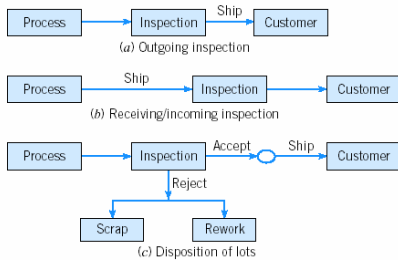 Ship
Process Inspection Customer
(a) Outgoing inspection
Ship
Process Inspection Customer
(b) Receiving/incoming inspection
Accept Ship
Process Inspection Customer
Reject
Scrap Rework
(c) Disposition of lots